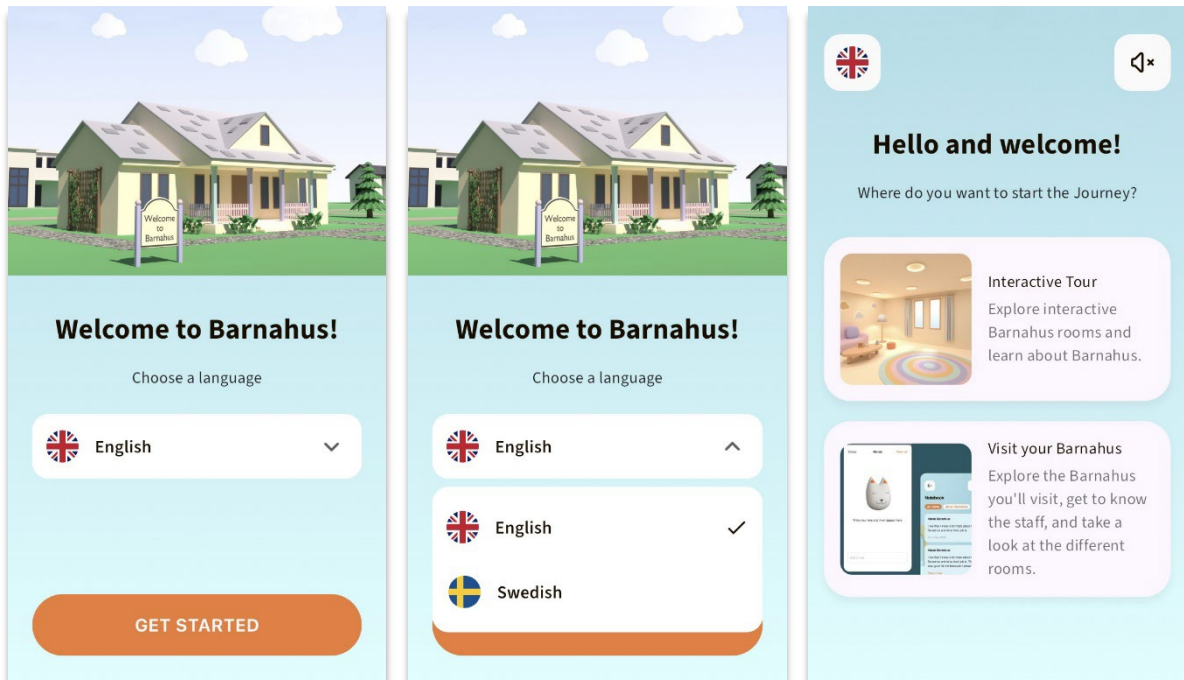 Welcome
to
Barnahus
Welcome to Barnahus!
Choose a language
English
GET STARTED
Welcome
to
Barnahus
Welcome to Barnahus!
Choose a language
English
English
Swedish
Hello and welcome!
Where do you want to start the Journey?
Interactive Tour
Explore interactive
Barnahus rooms and
learn about Barnahus.
Visit your Barnahus
Explore the Barnahus
you'll visit, get to know
the staff, and take a
look at the different
rooms.
Notebook